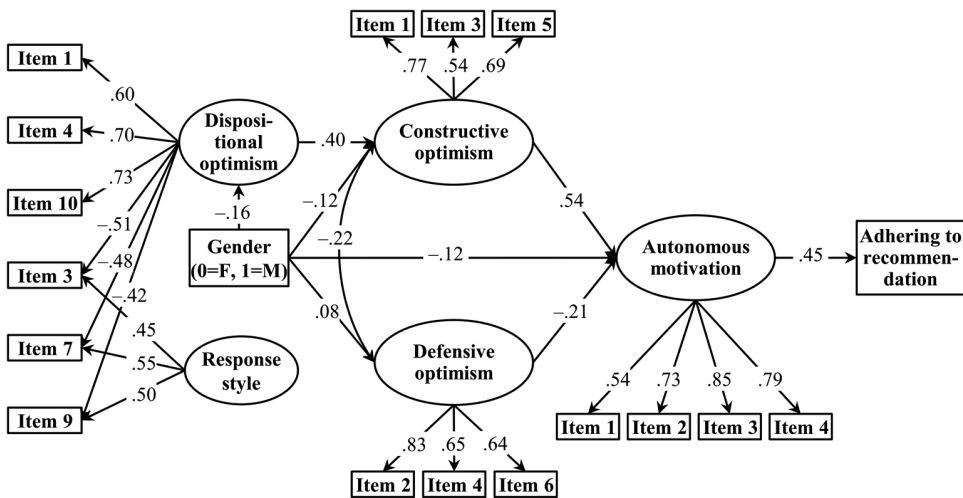 Item 1
Item 4
Item 10
Item 3
Item 7
Item 9
.60
.70
.73
–.51
–.48
–.42
.45
.55
.50
Disposi-
tional
optimism
Response
style
–.16
Gender
(0=F, 1=M)
.40
–.12
–.22
.08
–.12
Item 1
Item 3
Item 5
.77
.54
.69
Constructive
optimism
Defensive
optimism
.83
.65
.64
Item 2
Item 4
Item 6
.54
–.21
Autonomous
motivation
.54
.73
.85
.79
Item 1
Item 2
Item 3
Item 4
.45
Adhering to
recommen-
dation